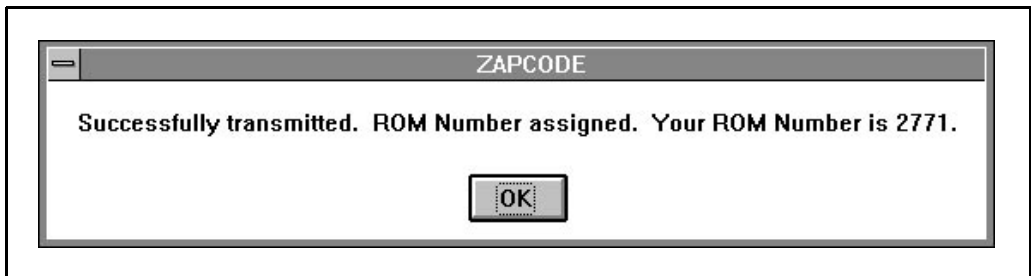 ZAPCODE
Successfully transmitted. ROM Number assigned. Your ROM Number is 2771.
OK